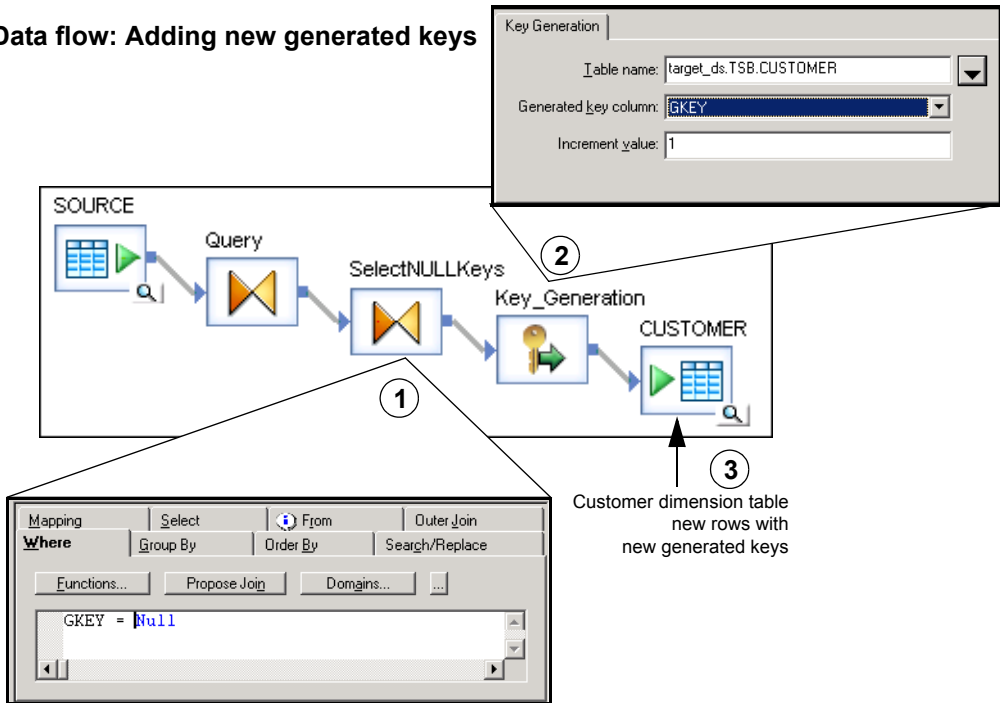 Data flow: Adding new generated keys
Key Generation
Table name: target_ds.TSB.CUSTOMER
Generated key column: GKEY
Increment value: 1
SOURCE
Query
SelectNULLKeys
2
Key_Generation
CUSTOMER
1
3
Customer dimension table
new rows with
new generated keys
Mapping Select From Outer Join
Where Group By Order By Search/Replace
Functions... Propose Join Domains... ...
GKEY = Null